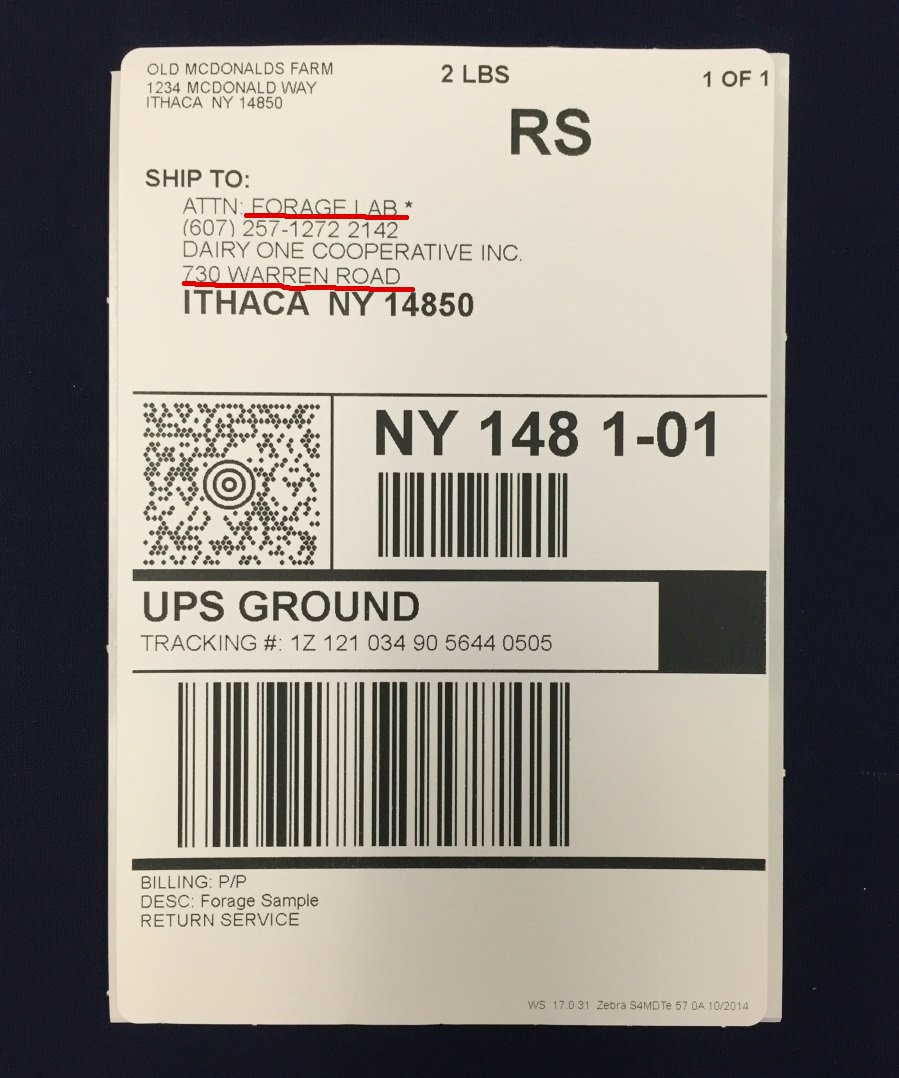 OLD MCDONALDS FARM
1234 MCDONALD WAY
ITHACA NY 14850
2 LBS
1 OF 1
RS
SHIP TO:
ATTN: FORAGE LAB *
(607) 257-1272 2142
DAIRY ONE COOPERATIVE INC.
730 WARREN ROAD
ITHACA NY 14850
NY 148 1-01
UPS GROUND
TRACKING #: 1Z 121 034 90 5644 0505
BILLING: P/P
DESC: Forage Sample
RETURN SERVICE
WS 17.0.31 Zebra S4MDTe 57.0A 10/2014